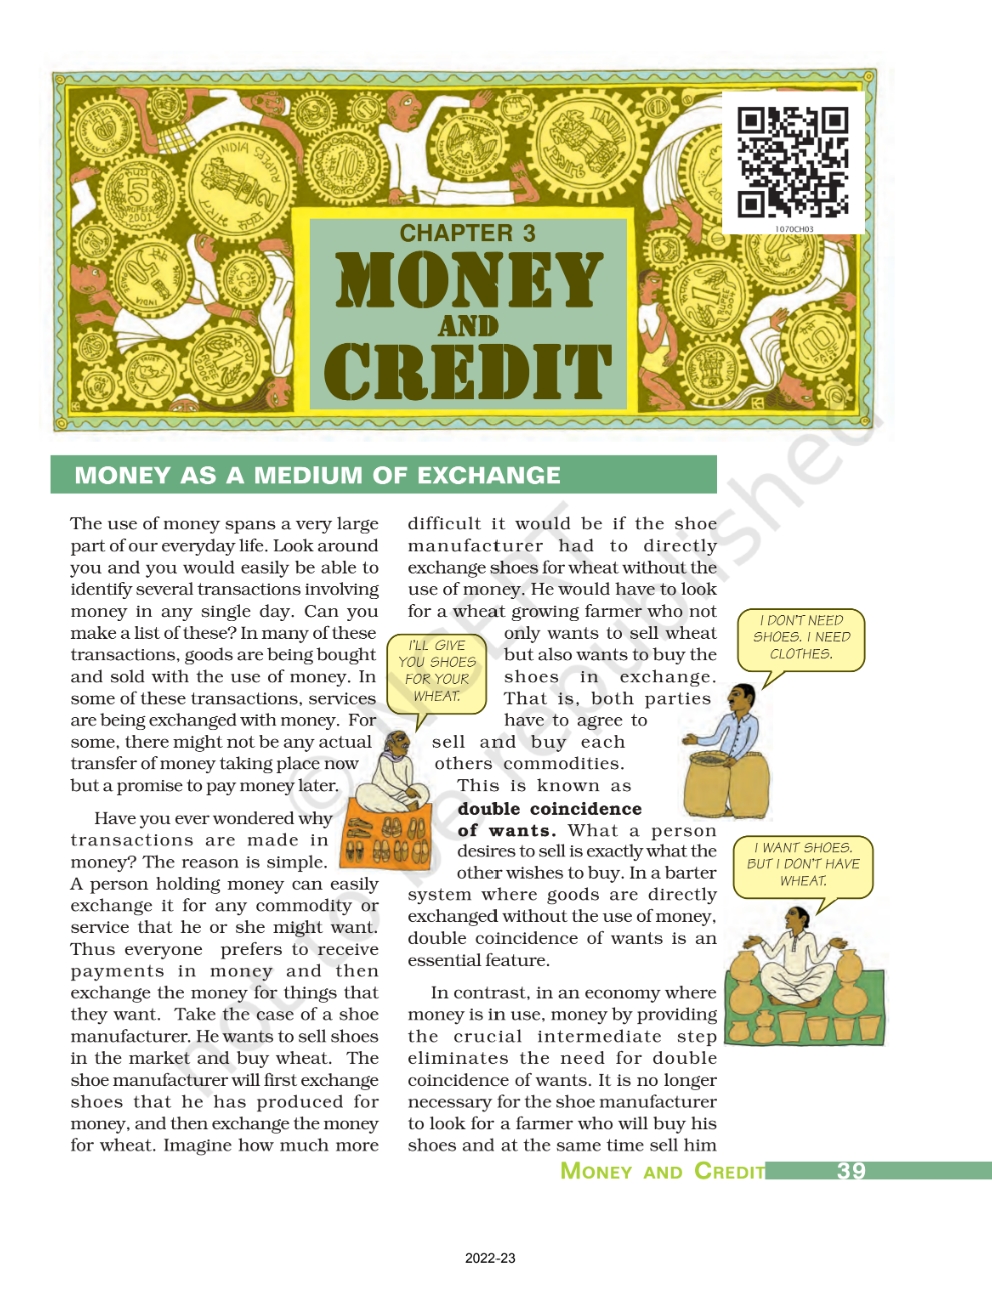 1070CH03
CHAPTER 3
MONEY
AND
CREDIT
MONEY AS A MEDIUM OF EXCHANGE
The use of money spans a very large
part of our everyday life. Look around
you and you would easily be able to
identify several transactions involving
money in any single day. Can you
make a list of these? In many of these
transactions, goods are being bought
and sold with the use of money. In
some of these transactions, services
are being exchanged with money. For
some, there might not be any actual
transfer of money taking place now
but a promise to pay money later.
Have you ever wondered why
transactions are made in
money? The reason is simple.
A person holding money can easily
exchange it for any commodity or
service that he or she might want.
Thus everyone prefers to receive
payments in money and then
exchange the money for things that
they want. Take the case of a shoe
manufacturer. He wants to sell shoes
in the market and buy wheat. The
shoe manufacturer will first exchange
shoes that he has produced for
money, and then exchange the money
for wheat. Imagine how much more
difficult it would be if the shoe
manufacturer had to directly
exchange shoes for wheat without the
use of money. He would have to look
for a wheat growing farmer who not
only wants to sell wheat
but also wants to buy the
shoes in exchange.
That is, both parties
have to agree to
sell and buy each
others commodities.
This is known as
double coincidence
of wants. What a person
desires to sell is exactly what the
other wishes to buy. In a barter
system where goods are directly
exchanged without the use of money,
double coincidence of wants is an
essential feature.
In contrast, in an economy where
money is in use, money by providing
the crucial intermediate step
eliminates the need for double
coincidence of wants. It is no longer
necessary for the shoe manufacturer
to look for a farmer who will buy his
shoes and at the same time sell him
I'LL GIVE
YOU SHOES
FOR YOUR
WHEAT.
I DON'T NEED
SHOES. I NEED
CLOTHES.
I WANT SHOES.
BUT I DON'T HAVE
WHEAT.
© NCERT
not to be republished
MONEY AND CREDIT 39
2022-23